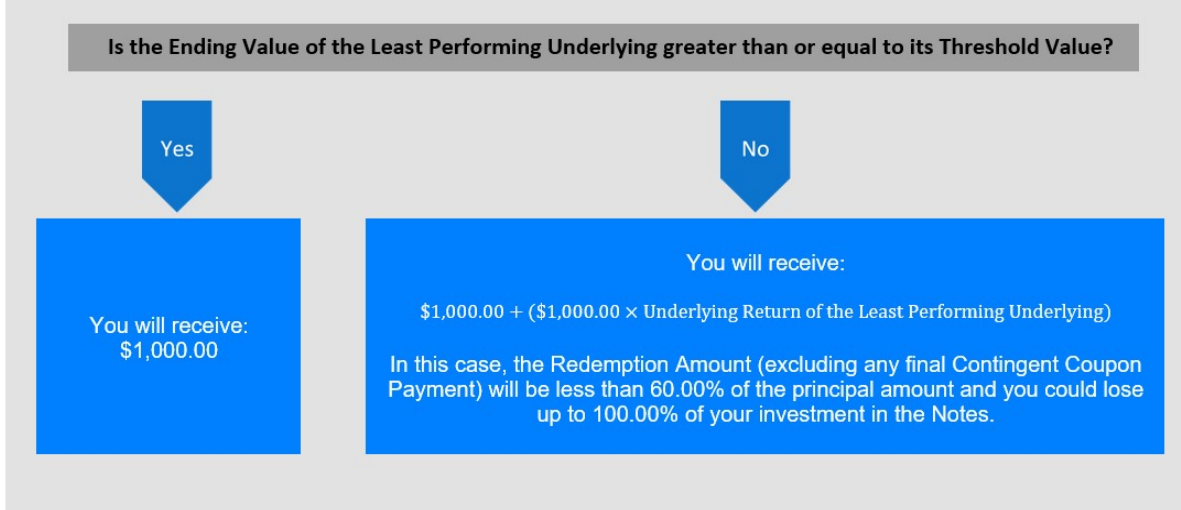 Is the Ending Value of the Least Performing Underlying greater than or equal to its Threshold Value?
Yes
No
You will receive:
$1,000.00
You will receive:
$1,000.00 + ($1,000.00 × Underlying Return of the Least Performing Underlying)
In this case, the Redemption Amount (excluding any final Contingent Coupon
Payment) will be less than 60.00% of the principal amount and you could lose
up to 100.00% of your investment in the Notes.